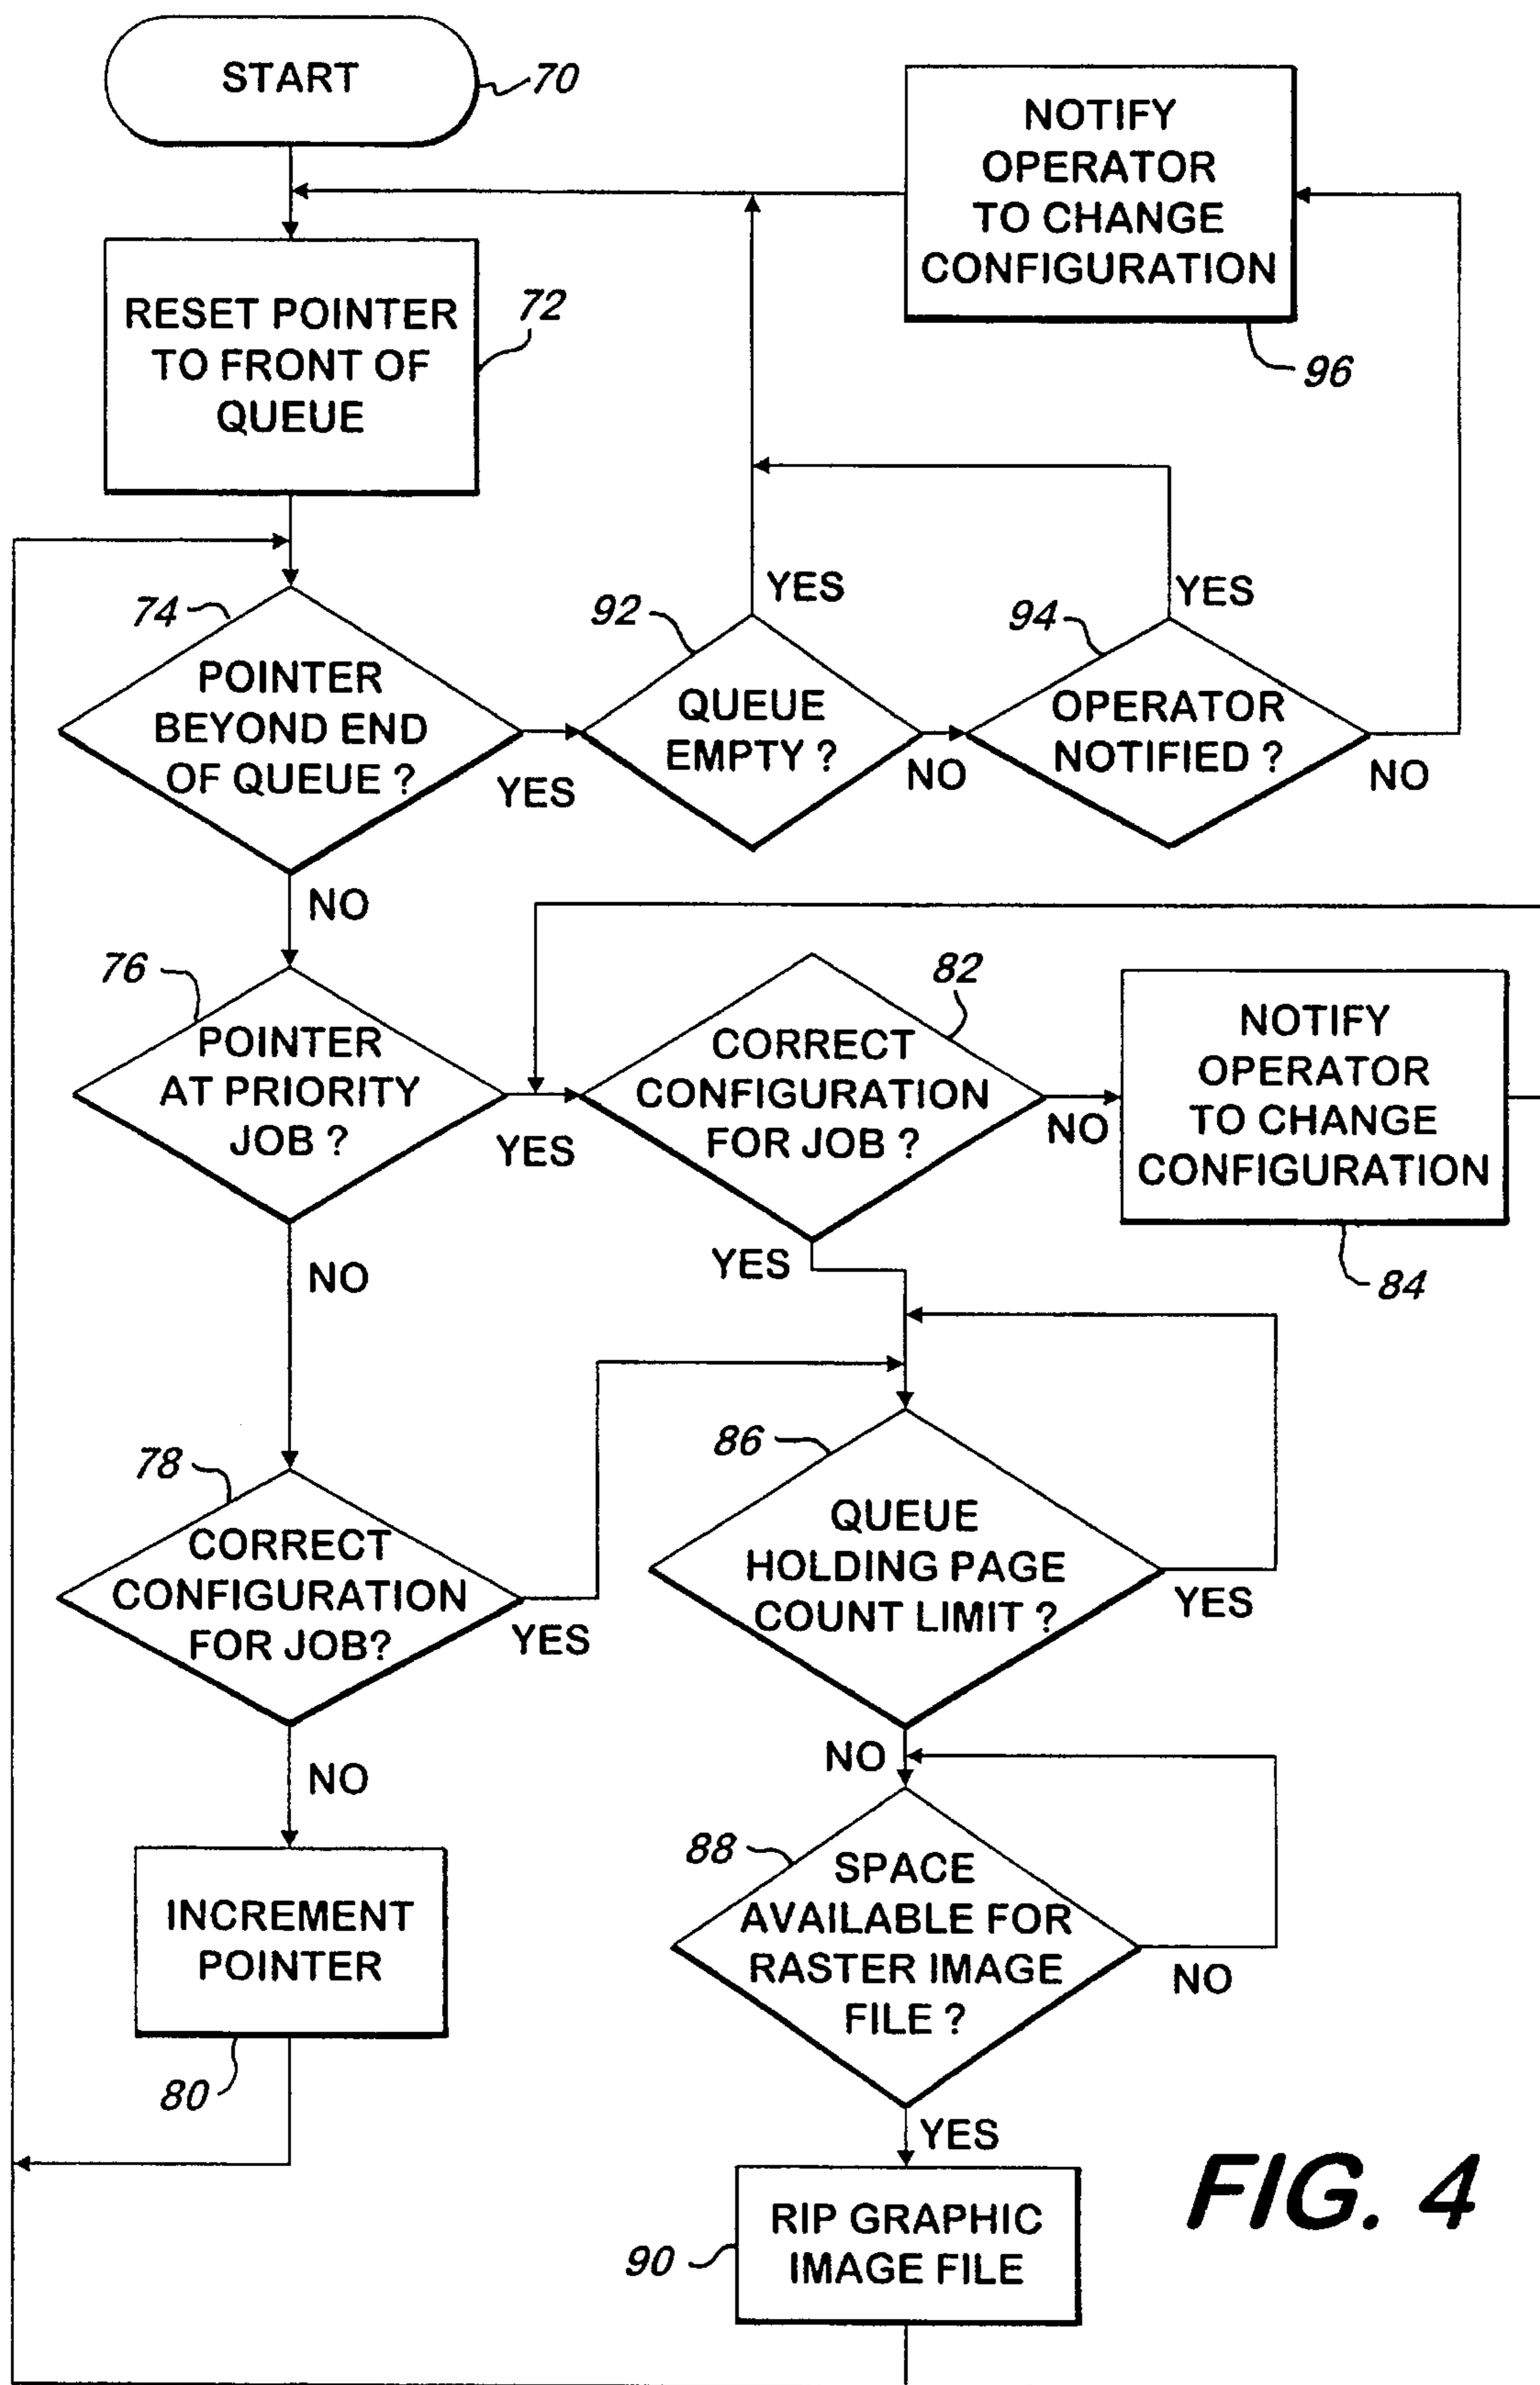 START
70
NOTIFY
OPERATOR
TO CHANGE
CONFIGURATION
96
RESET POINTER
TO FRONT OF
QUEUE
72
74
POINTER
BEYOND END
OF QUEUE ?
YES
NO
92
QUEUE
EMPTY ?
YES
NO
94
OPERATOR
NOTIFIED ?
YES
NO
76
POINTER
AT PRIORITY
JOB ?
YES
NO
82
CORRECT
CONFIGURATION
FOR JOB ?
NO
YES
NOTIFY
OPERATOR
TO CHANGE
CONFIGURATION
84
78
CORRECT
CONFIGURATION
FOR JOB?
YES
NO
86
QUEUE
HOLDING PAGE
COUNT LIMIT ?
YES
NO
INCREMENT
POINTER
80
88
SPACE
AVAILABLE FOR
RASTER IMAGE
FILE ?
NO
YES
RIP GRAPHIC
IMAGE FILE
90
FIG. 4